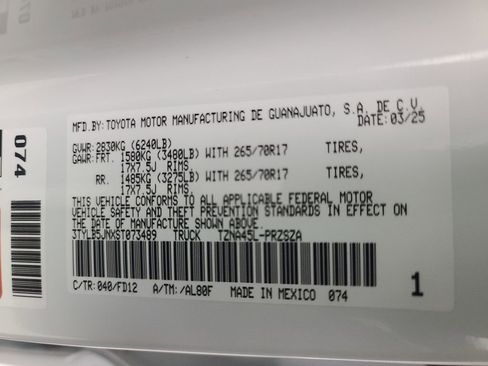 MFD.BY:TOYOTA MOTOR MANUFACTURING DE GUANAJUATO, S.A. DE C.V.
DATE:03/25
GVWR:2830KG (6240LB)
GAWR:FRT. 1580KG (3480LB) WITH 265/70R17 TIRES,
17X7.5J RIMS,
RR. 1485KG (3275LB) WITH 265/70R17 TIRES,
17X7.5J RIMS,
THIS VEHICLE CONFORMS TO ALL APPLICABLE FEDERAL MOTOR
VEHICLE SAFETY AND THEFT PREVENTION STANDARDS IN EFFECT ON
THE DATE OF MANUFACTURE SHOWN ABOVE.
3TYLB5JNXST073489 TRUCK TZNA45L-PRZSZA
C/TR:040/FD12 A/TM:/AL80F MADE IN MEXICO 074
1
074